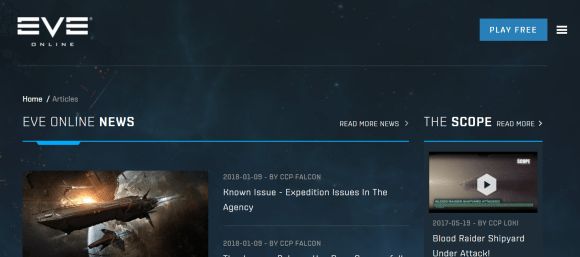 EVE
ONLINE
PLAY FREE
Home / Articles
EVE ONLINE NEWS
READ MORE NEWS >
THE SCOPE
READ MORE >
2018-01-09 - BY CCP FALCON
Known Issue - Expedition Issues In The
Agency
2018-01-09 - BY CCP FALCON
SCOPE
BLOOD RAIDER SHIPYARD UNDER ATTACK
2017-05-19 - BY CCP LOKI
Blood Raider Shipyard
Under Attack!